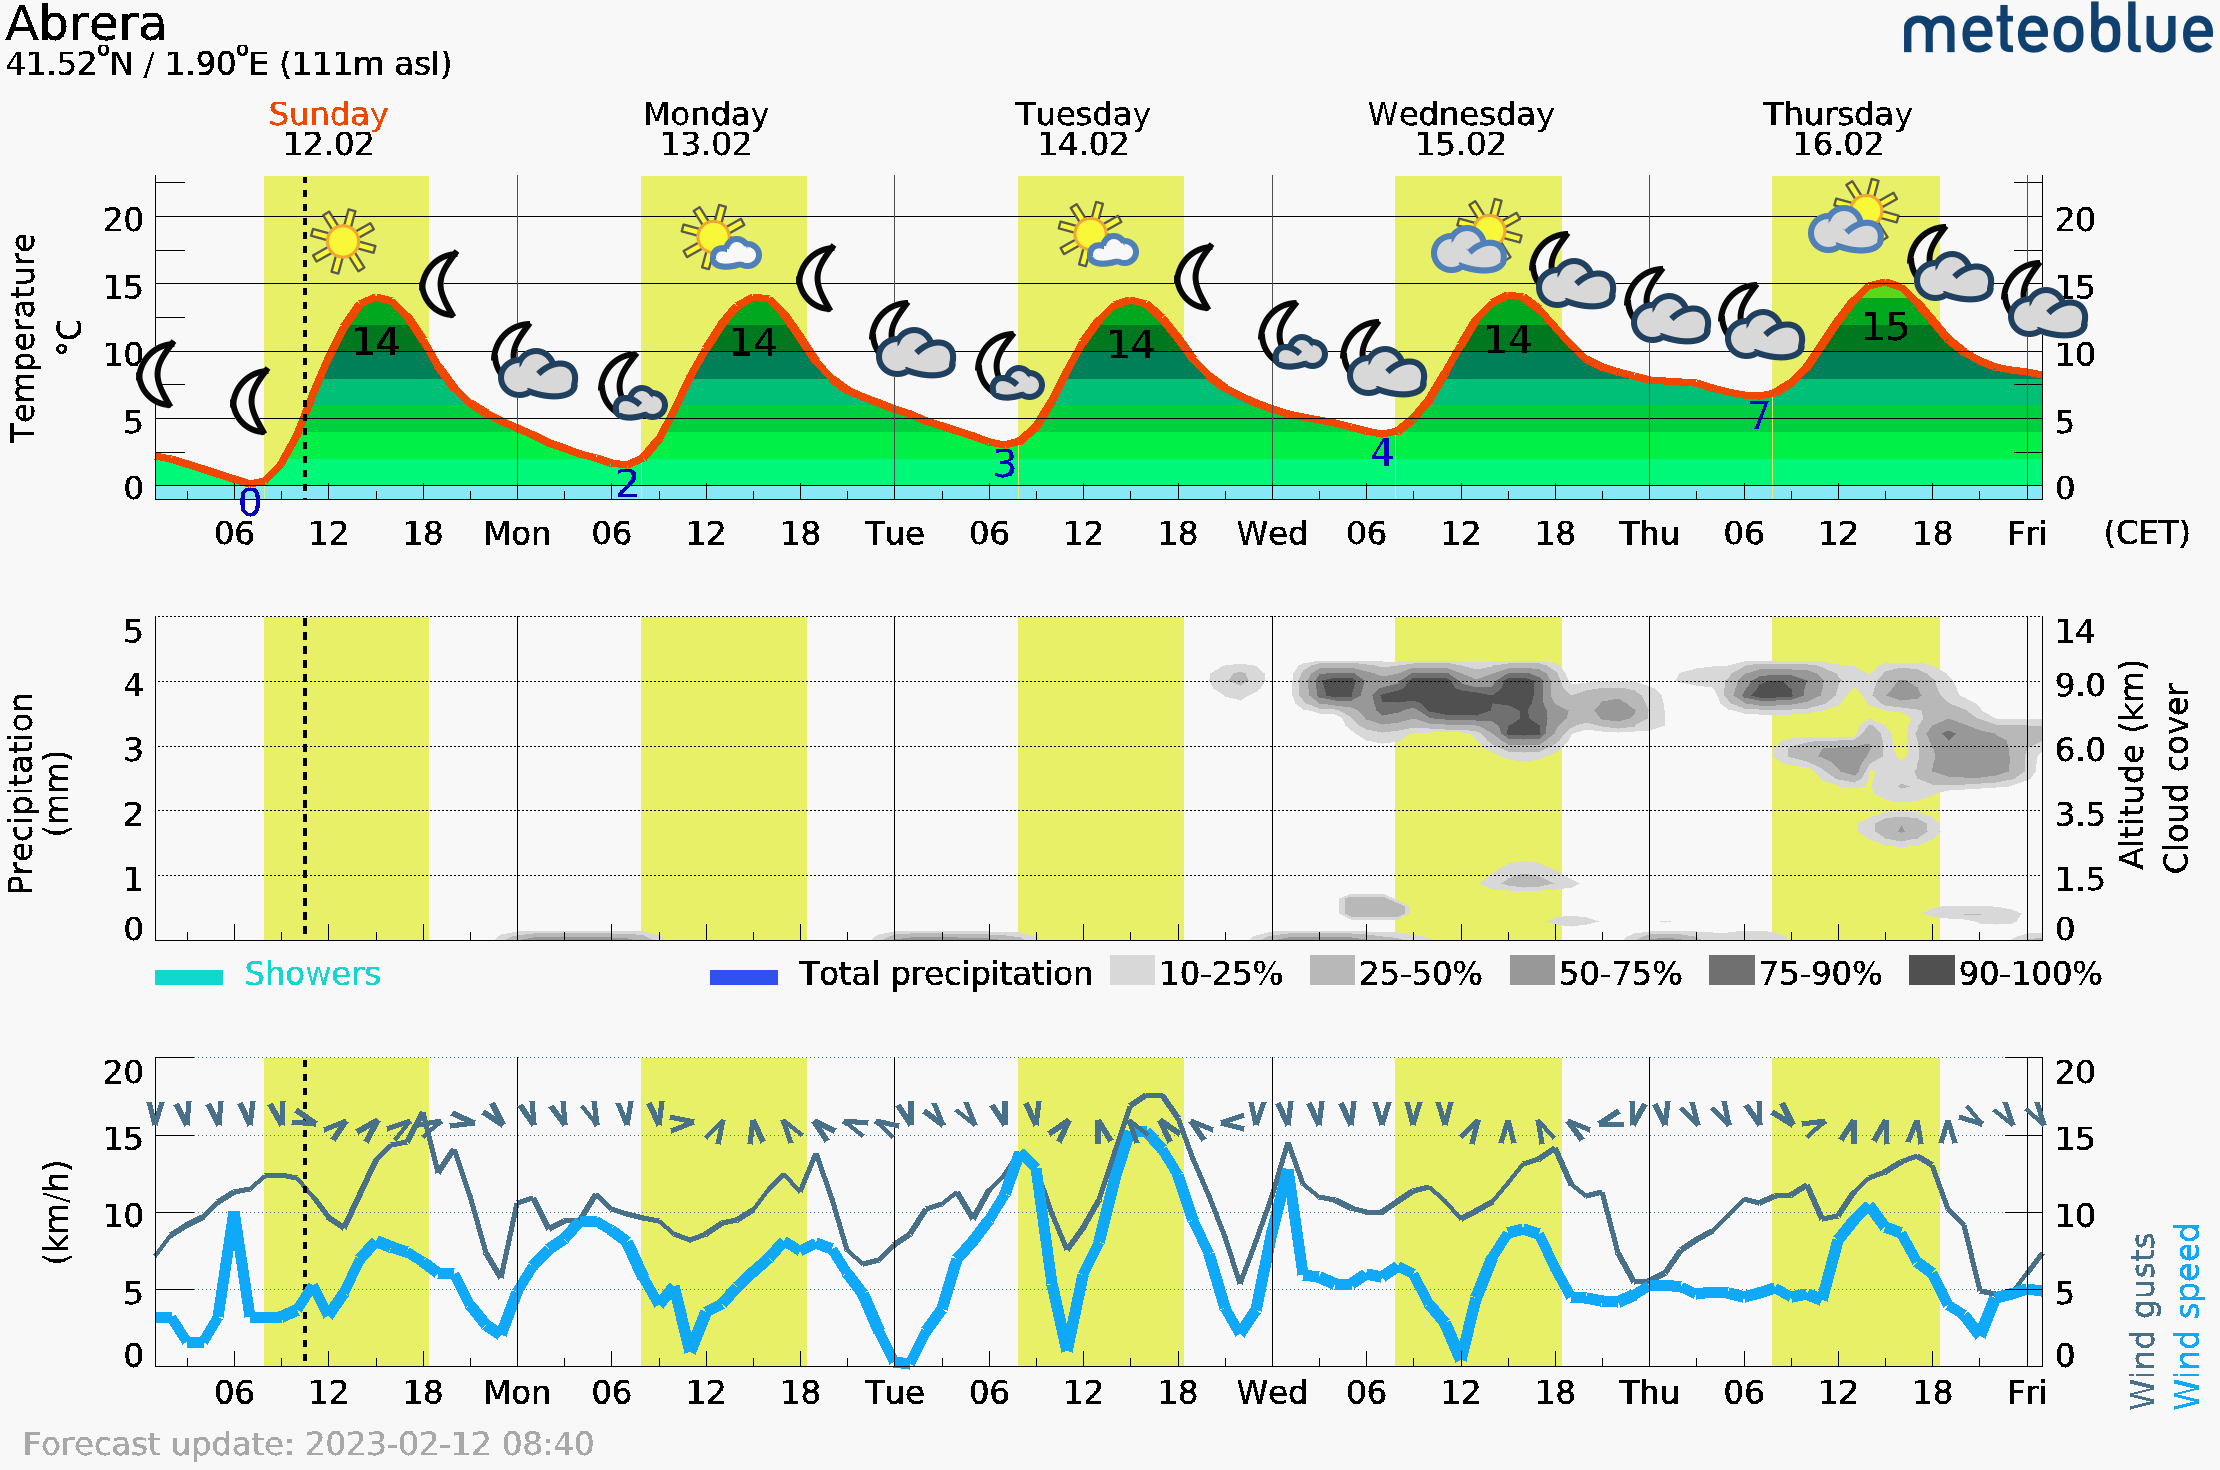 Abrera
meteoblue
41.52°N / 1.90°E (111m asl)
Sunday Monday Tuesday Wednesday Thursday
12.02 13.02 14.02 15.02 16.02
Temperature
°C
20 20
15 15
10 10
5 5
0 0
14 14 14 14 15
0 2 3 4 7
06 12 18 Mon 06 12 18 Tue 06 12 18 Wed 06 12 18 Thu 06 12 18 Fri (CET)
Precipitation
(mm)
5 14
4 9.0
3 6.0
2 3.5
1 1.5
0 0
Altitude (km)
Cloud cover
Showers Total precipitation 10-25% 25-50% 50-75% 75-90% 90-100%
(km/h)
20 20
15 15
10 10
5 5
0 0
Wind gusts
Wind speed
06 12 18 Mon 06 12 18 Tue 06 12 18 Wed 06 12 18 Thu 06 12 18 Fri
Forecast update: 2023-02-12 08:40